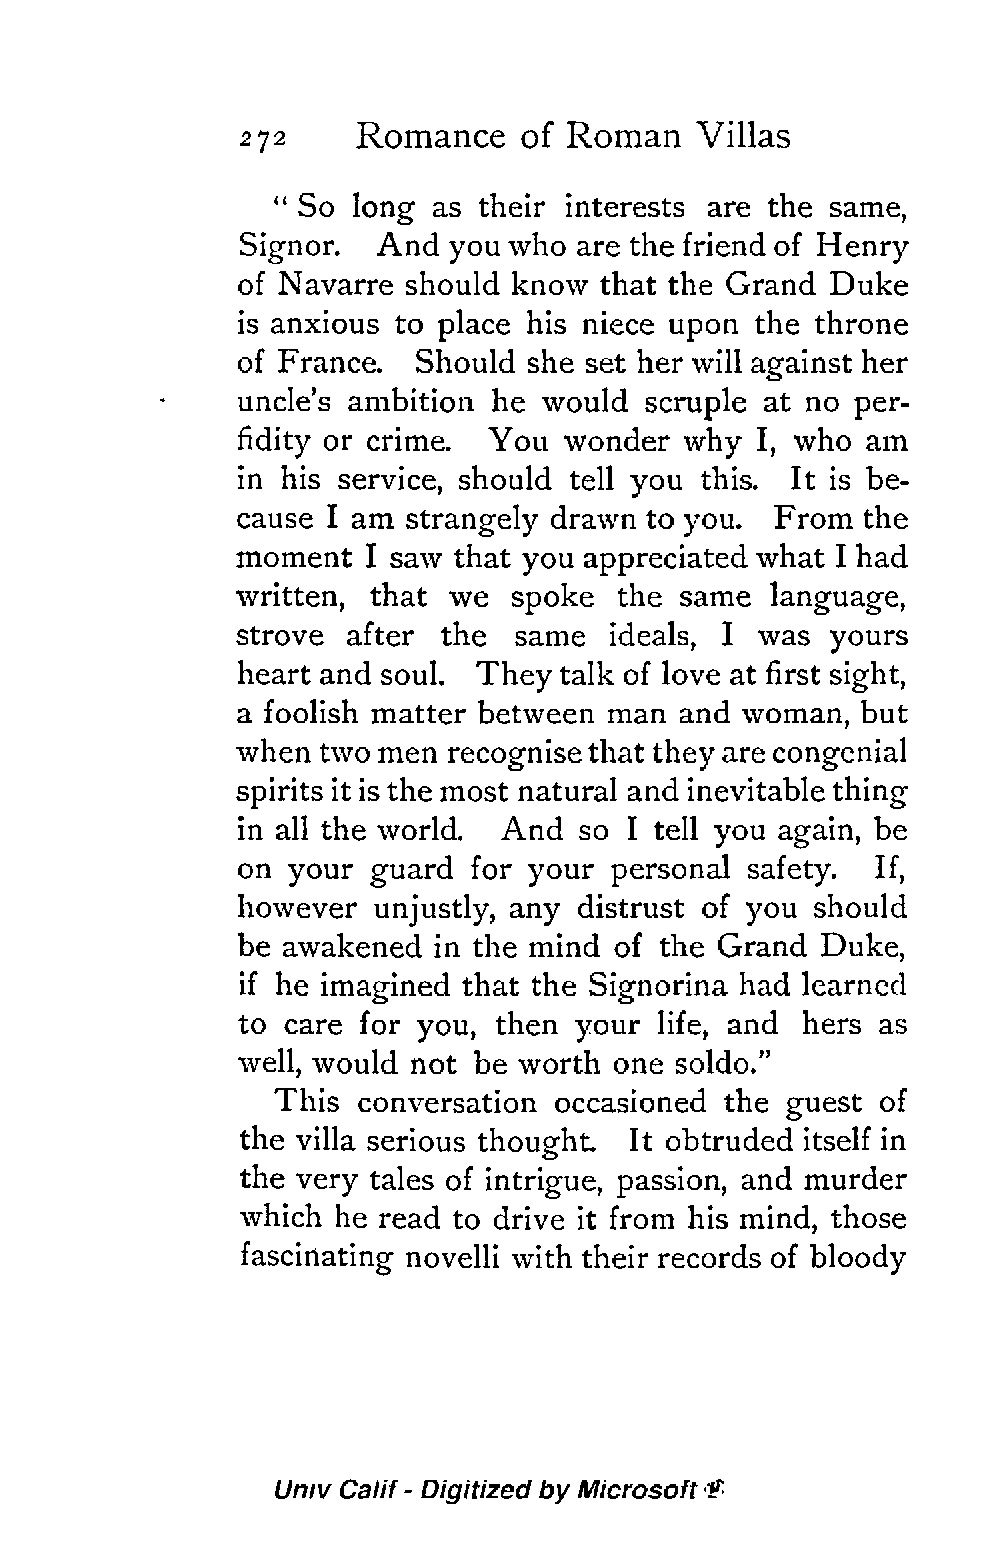 272 Romance of Roman Villas
" So long as their interests are the same,
Signor. And you who are the friend of Henry
of Navarre should know that the Grand Duke
is anxious to place his niece upon the throne
of France. Should she set her will against her
uncle's ambition he would scruple at no per-
fidity or crime. You wonder why I, who am
in his service, should tell you this. It is be-
cause I am strangely drawn to you. From the
moment I saw that you appreciated what I had
written, that we spoke the same language,
strove after the same ideals, I was yours
heart and soul. They talk of love at first sight,
a foolish matter between man and woman, but
when two men recognise that they are congenial
spirits it is the most natural and inevitable thing
in all the world. And so I tell you again, be
on your guard for your personal safety. If,
however unjustly, any distrust of you should
be awakened in the mind of the Grand Duke,
if he imagined that the Signorina had learned
to care for you, then your life, and hers as
well, would not be worth one soldo."
This conversation occasioned the guest of
the villa serious thought. It obtruded itself in
the very tales of intrigue, passion, and murder
which he read to drive it from his mind, those
fascinating novelli with their records of bloody
Univ Calif - Digitized by Microsoft ®